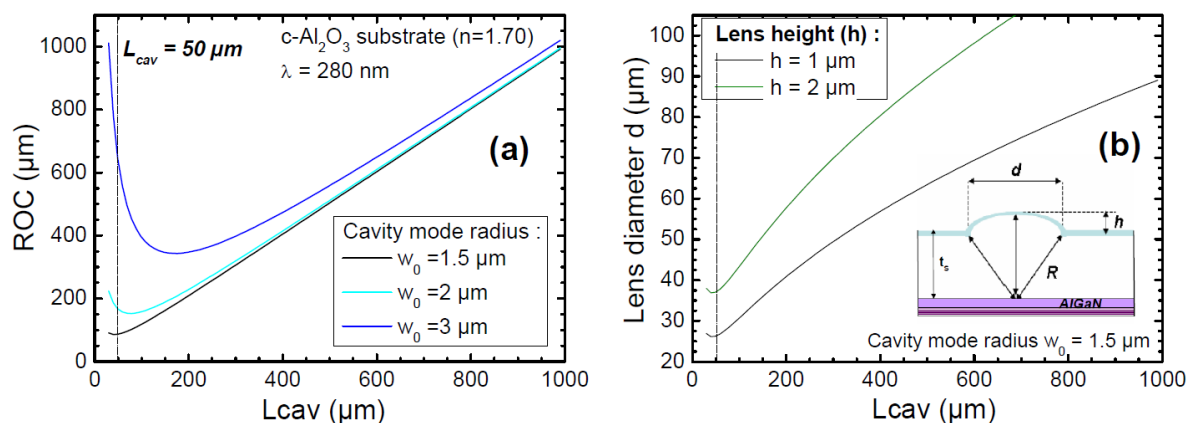 L_cav = 50 µm
c-Al₂O₃ substrate (n=1.70)
λ = 280 nm
(a)
Cavity mode radius :
w₀ =1.5 µm
w₀ =2 µm
w₀ =3 µm
ROC (µm)
1000
800
600
400
200
0
0 200 400 600 800 1000
Lcav (µm)
Lens height (h) :
h = 1 µm
h = 2 µm
(b)
d
h
tₛ
R
AlGaN
Cavity mode radius w₀ = 1.5 µm
Lens diameter d (µm)
100
90
80
70
60
50
40
30
20
0 200 400 600 800 1000
Lcav (µm)